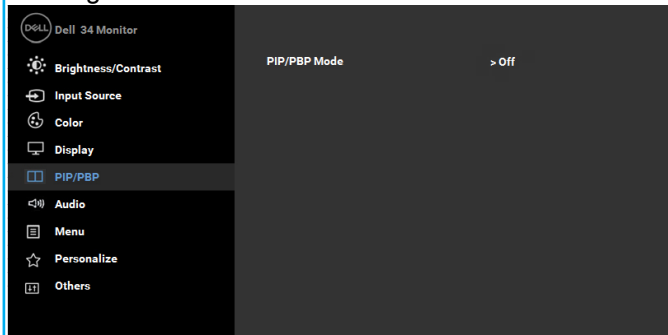 DELL Dell 34 Monitor
Brightness/Contrast
PIP/PBP Mode > Off
Input Source
Color
Display
PIP/PBP
Audio
Menu
Personalize
Others